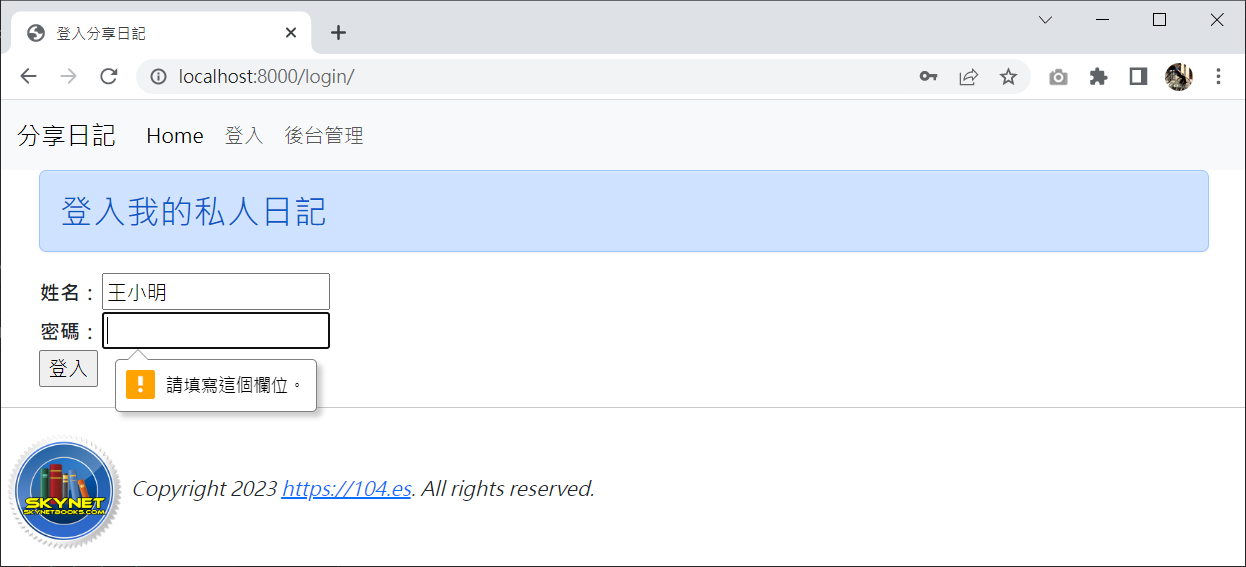 登入分享日記
localhost:8000/login/
分享日記 Home 登入 後台管理
登入我的私人日記
姓名： 王小明
密碼：
登入
請填寫這個欄位。
SKYNET
SKYNETBOOKS.COM
Copyright 2023 https://104.es. All rights reserved.